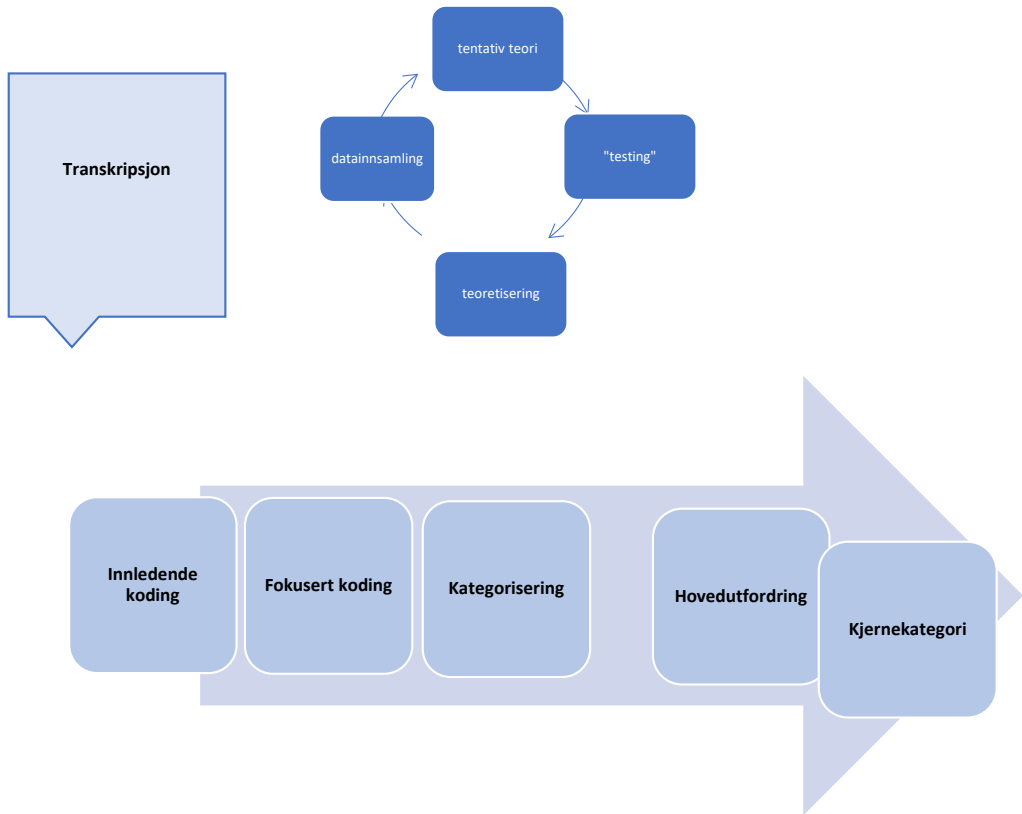 tentativ teori
Transkripsjon
datainnsamling
"testing"
teoretisering
Innledende
koding
Fokusert koding
Kategorisering
Hovedutfordring
Kjernekategori